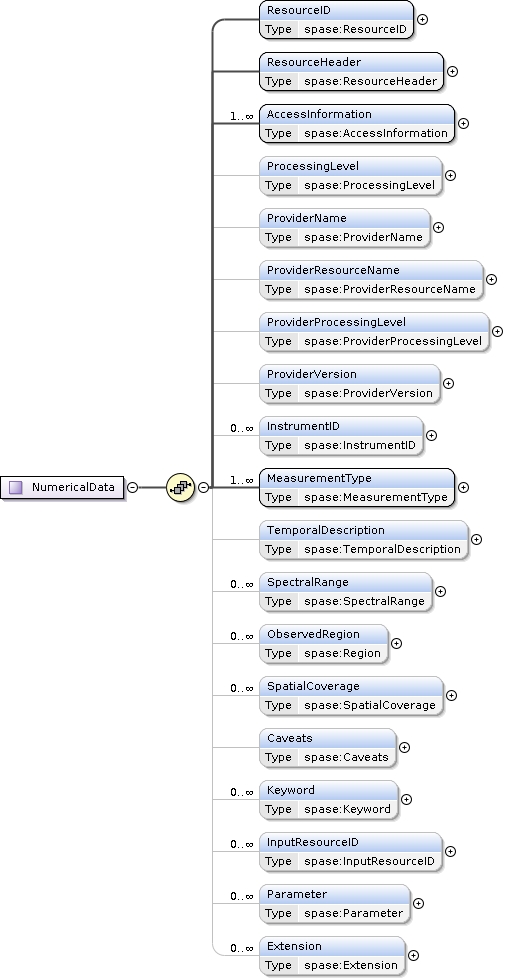 ResourceID
Type spase:ResourceID
ResourceHeader
Type spase:ResourceHeader
1..∞
AccessInformation
Type spase:AccessInformation
ProcessingLevel
Type spase:ProcessingLevel
ProviderName
Type spase:ProviderName
ProviderResourceName
Type spase:ProviderResourceName
ProviderProcessingLevel
Type spase:ProviderProcessingLevel
ProviderVersion
Type spase:ProviderVersion
0..∞
InstrumentID
Type spase:InstrumentID
NumericalData
1..∞
MeasurementType
Type spase:MeasurementType
TemporalDescription
Type spase:TemporalDescription
0..∞
SpectralRange
Type spase:SpectralRange
0..∞
ObservedRegion
Type spase:Region
0..∞
SpatialCoverage
Type spase:SpatialCoverage
Caveats
Type spase:Caveats
0..∞
Keyword
Type spase:Keyword
0..∞
InputResourceID
Type spase:InputResourceID
0..∞
Parameter
Type spase:Parameter
0..∞
Extension
Type spase:Extension